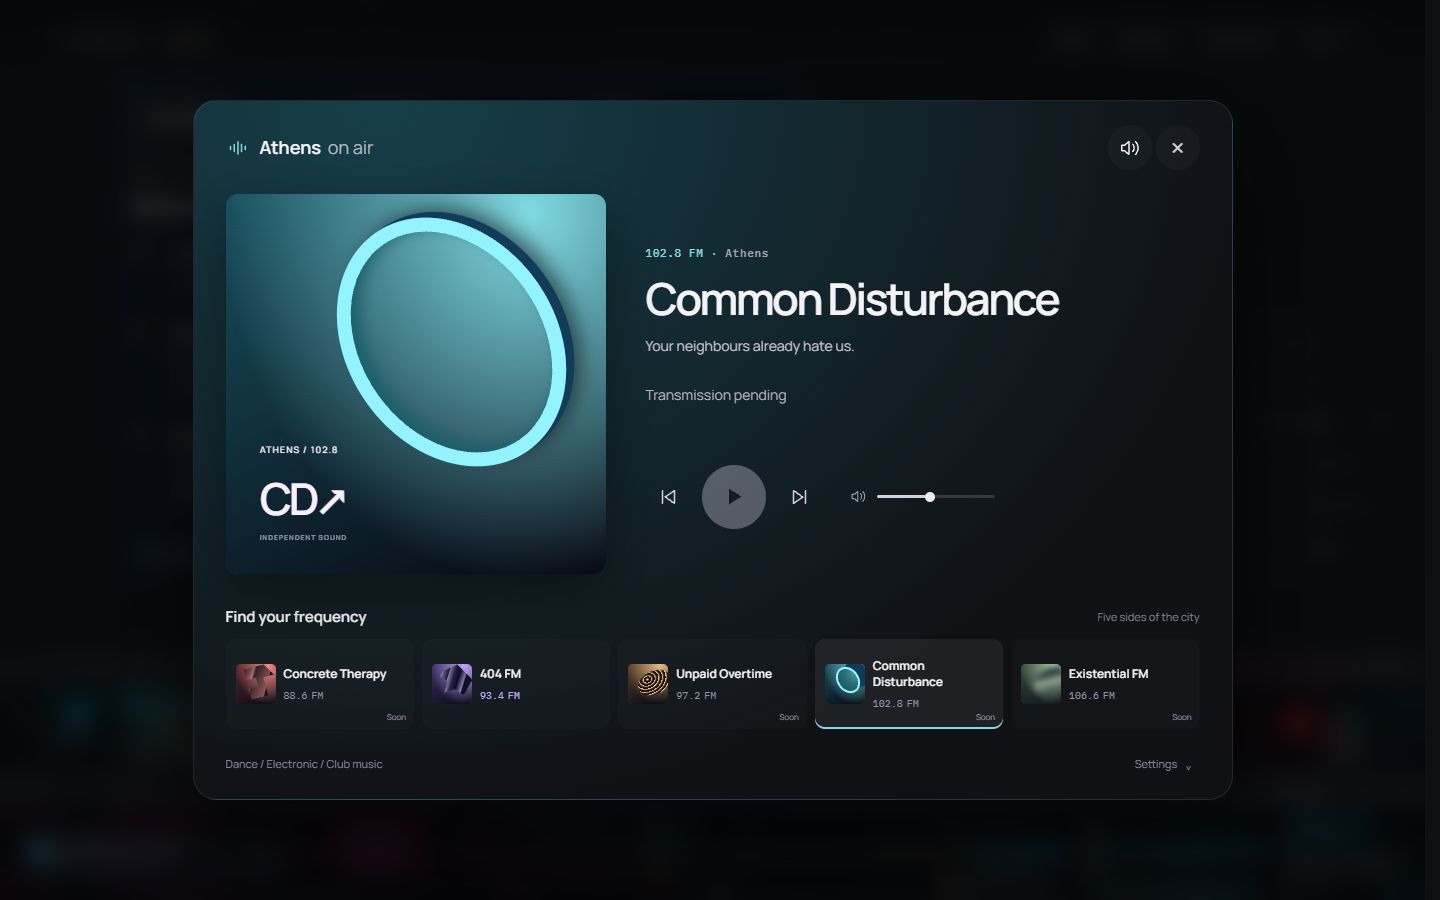 Athens on air
102.8 FM · Athens
Common Disturbance
Your neighbours already hate us.
Transmission pending
ATHENS / 102.8
CD↗
INDEPENDENT SOUND
Find your frequency
Five sides of the city
Concrete Therapy
88.6 FM
Soon
404 FM
93.4 FM
Unpaid Overtime
97.2 FM
Soon
Common
Disturbance
102.8 FM
Soon
Existential FM
106.6 FM
Soon
Dance / Electronic / Club music
Settings